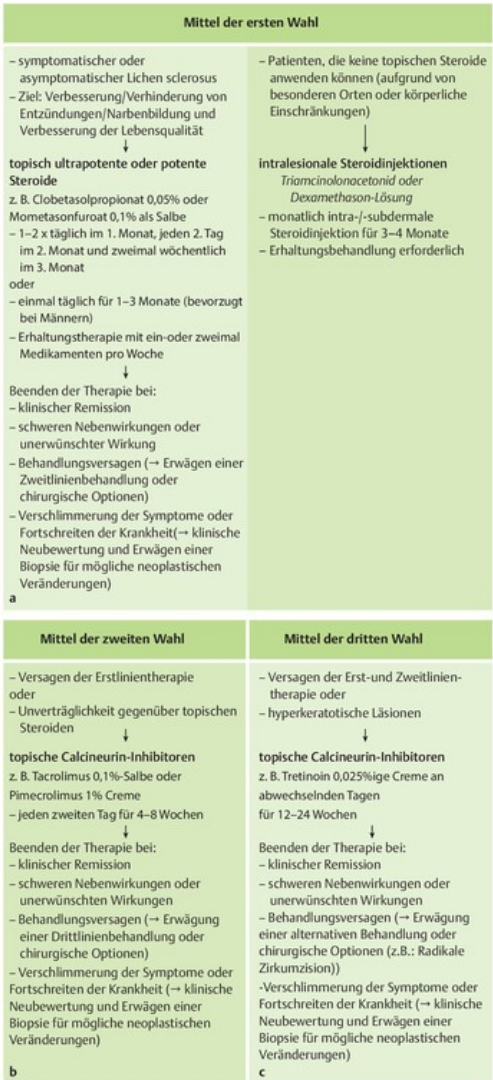 Mittel der ersten Wahl
– symptomatischer oder
asymptomatischer Lichen sclerosus
– Ziel: Verbesserung/Verhinderung von
Entzündungen/Narbenbildung und
Verbesserung der Lebensqualität
↓
topisch ultrapotente oder potente
Steroide
z. B. Clobetasolpropionat 0,05% oder
Mometasonfuroat 0,1% als Salbe
– 1–2 x täglich im 1. Monat, jeden 2. Tag
im 2. Monat und zweimal wöchentlich
im 3. Monat
oder
– einmal täglich für 1–3 Monate (bevorzugt
bei Männern)
– Erhaltungstherapie mit ein-oder zweimal
Medikamenten pro Woche
↓
Beenden der Therapie bei:
– klinischer Remission
– schweren Nebenwirkungen oder
unerwünschter Wirkung
– Behandlungsversagen (→ Erwägen einer
Zweitlinienbehandlung oder
chirurgische Optionen)
– Verschlimmerung der Symptome oder
Fortschreiten der Krankheit(→ klinische
Neubewertung und Erwägen einer
Biopsie für mögliche neoplastischen
Veränderungen)
a
– Patienten, die keine topischen Steroide
anwenden können (aufgrund von
besonderen Orten oder körperliche
Einschränkungen)
↓
intralesionale Steroidinjektionen
Triamcinolonacetonid oder
Dexamethason-Lösung
– monatlich intra-/-subdermale
Steroidinjektion für 3–4 Monate
– Erhaltungsbehandlung erforderlich
Mittel der zweiten Wahl
– Versagen der Erstlinientherapie
oder
– Unverträglichkeit gegenüber topischen
Steroiden
↓
topische Calcineurin-Inhibitoren
z. B. Tacrolimus 0,1%-Salbe oder
Pimecrolimus 1% Creme
– jeden zweiten Tag für 4–8 Wochen
↓
Beenden der Therapie bei:
– klinischer Remission
– schweren Nebenwirkungen oder
unerwünschten Wirkungen
– Behandlungsversagen (→ Erwägung
einer Drittlinienbehandlung oder
chirurgische Optionen)
– Verschlimmerung der Symptome oder
Fortschreiten der Krankheit (→ klinische
Neubewertung und Erwägen einer
Biopsie für mögliche neoplastischen
Veränderungen)
b
Mittel der dritten Wahl
– Versagen der Erst-und Zweitlinien-
therapie oder
– hyperkeratotische Läsionen
↓
topische Calcineurin-Inhibitoren
z. B. Tretinoin 0,025%ige Creme an
abwechselnden Tagen
für 12–24 Wochen
↓
Beenden der Therapie bei:
– klinischer Remission
– schweren Nebenwirkungen oder
unerwünschten Wirkungen
– Behandlungsversagen (→ Erwägung
einer alternativen Behandlung oder
chirurgische Optionen (z.B.: Radikale
Zirkumzision))
-Verschlimmerung der Symptome oder
Fortschreiten der Krankheit (→ klinische
Neubewertung und Erwägen einer
Biopsie für mögliche neoplastischen
Veränderungen)
c